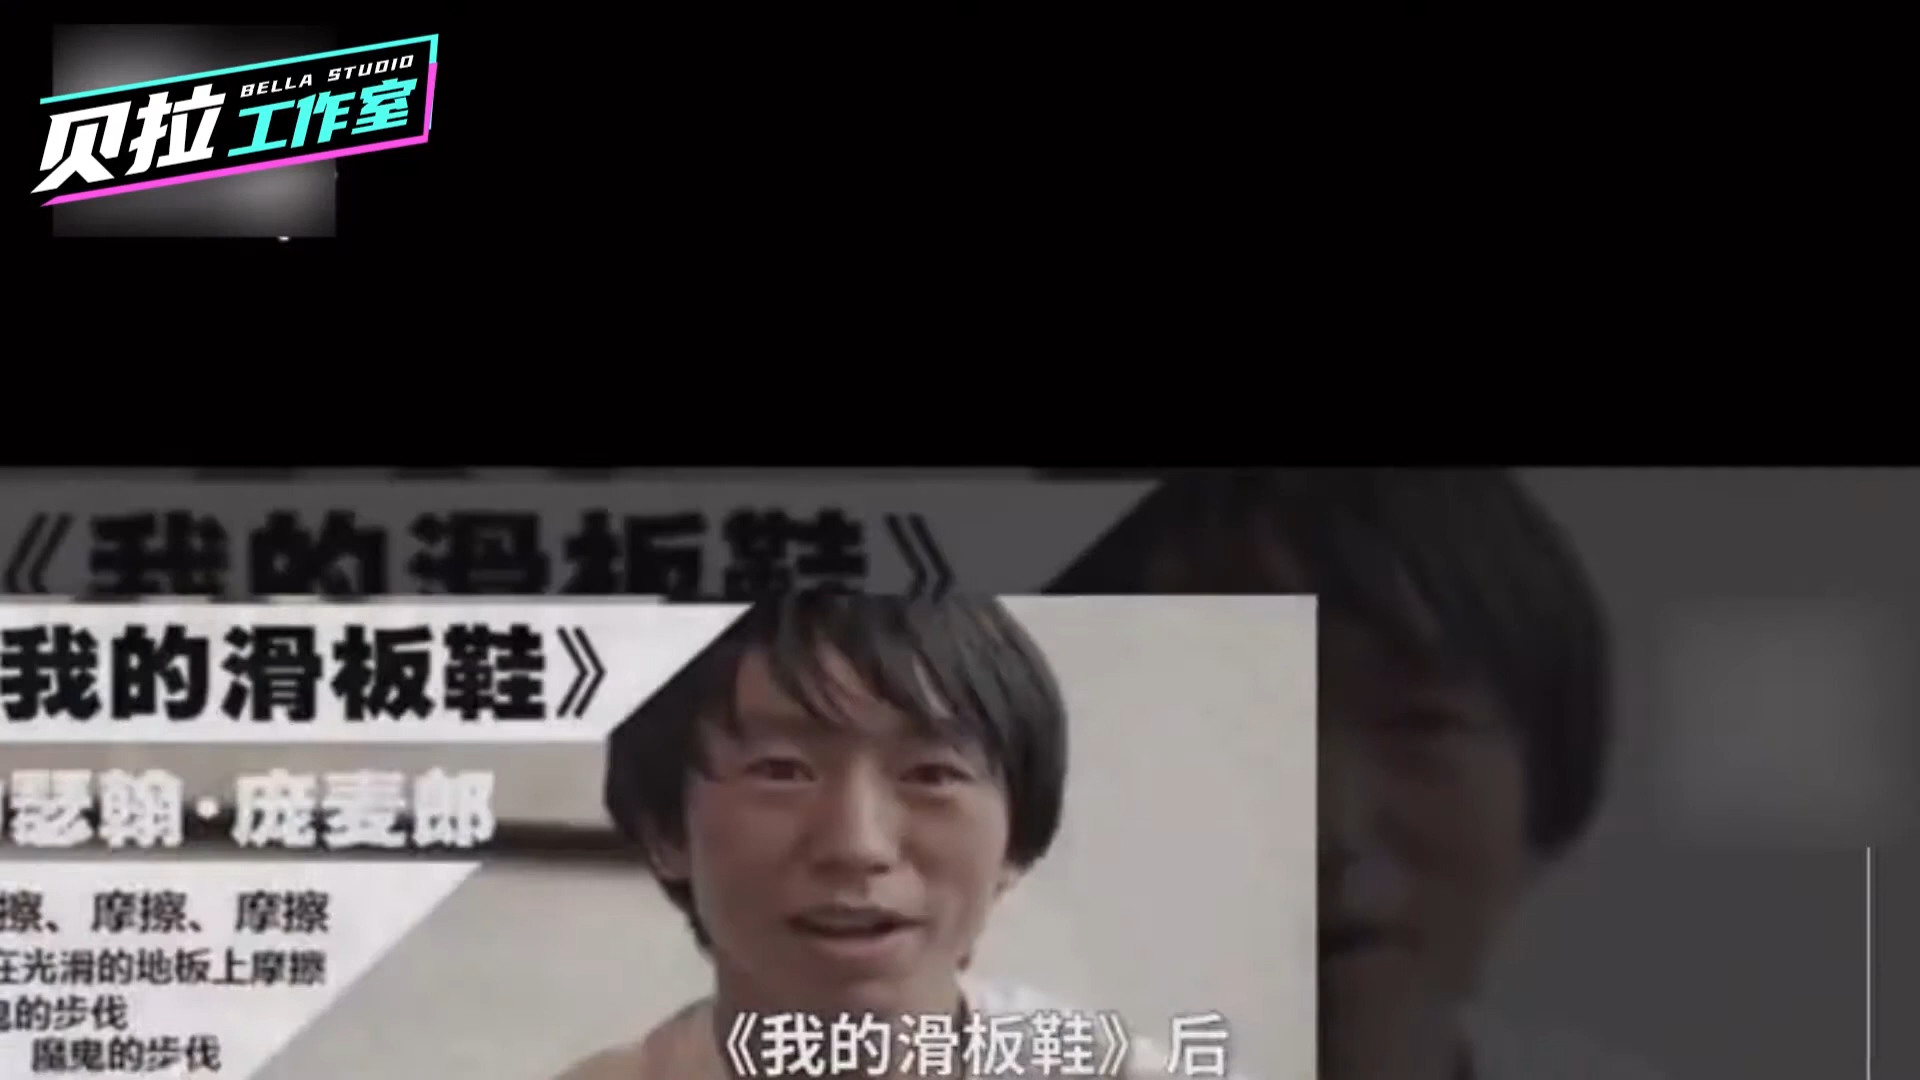 BELLA STUDIO
贝拉工作室
《我的滑板鞋》
我的滑板鞋》
瑟翰·庞麦郎
擦、摩擦、摩擦
在光滑的地板上摩擦
鬼的步伐
魔鬼的步伐
《我的滑板鞋》后